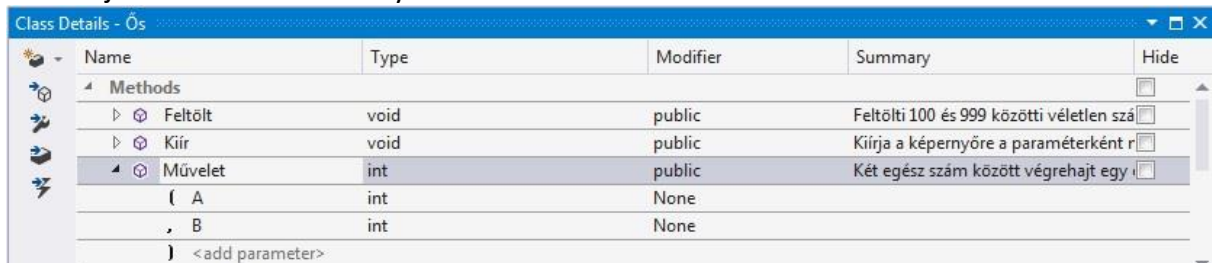 Class Details - Ős
Name Type Modifier Summary Hide
Methods
Feltölt void public Feltölti 100 és 999 közötti véletlen szá
Kiír void public Kiírja a képernyőre a paraméterként
Művelet int public Két egész szám között végrehajt egy
( A int None
, B int None
) <add parameter>